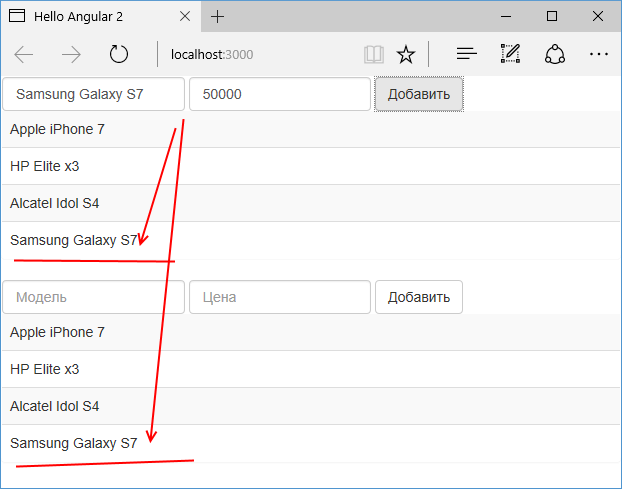 Hello Angular 2
localhost:3000
Samsung Galaxy S7 50000 Добавить
Apple iPhone 7
HP Elite x3
Alcatel Idol S4
Samsung Galaxy S7
Модель Цена Добавить
Apple iPhone 7
HP Elite x3
Alcatel Idol S4
Samsung Galaxy S7